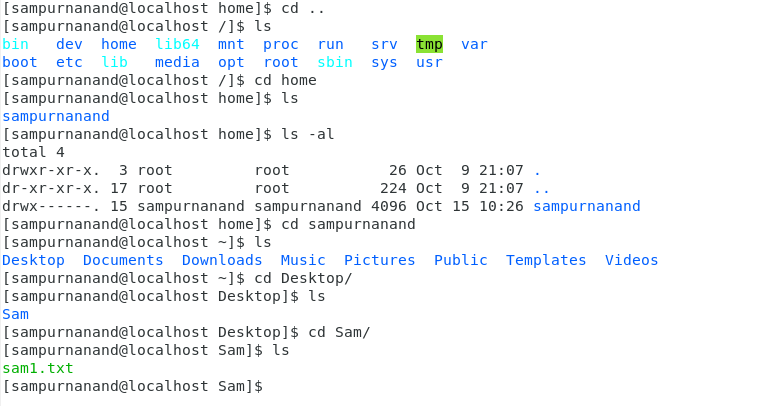 [sampurnanand@localhost home]$ cd ..
[sampurnanand@localhost /]$ ls
bin   dev  home  lib64  mnt  proc  run   srv  tmp  var
boot  etc  lib   media  opt  root  sbin  sys  usr
[sampurnanand@localhost /]$ cd home
[sampurnanand@localhost home]$ ls
sampurnanand
[sampurnanand@localhost home]$ ls -al
total 4
drwxr-xr-x.  3 root         root           26 Oct  9 21:07 .
dr-xr-xr-x. 17 root         root          224 Oct  9 21:07 ..
drwx------. 15 sampurnanand sampurnanand 4096 Oct 15 10:26 sampurnanand
[sampurnanand@localhost home]$ cd sampurnanand
[sampurnanand@localhost ~]$ ls
Desktop  Documents  Downloads  Music  Pictures  Public  Templates  Videos
[sampurnanand@localhost ~]$ cd Desktop/
[sampurnanand@localhost Desktop]$ ls
Sam
[sampurnanand@localhost Desktop]$ cd Sam/
[sampurnanand@localhost Sam]$ ls
sam1.txt
[sampurnanand@localhost Sam]$